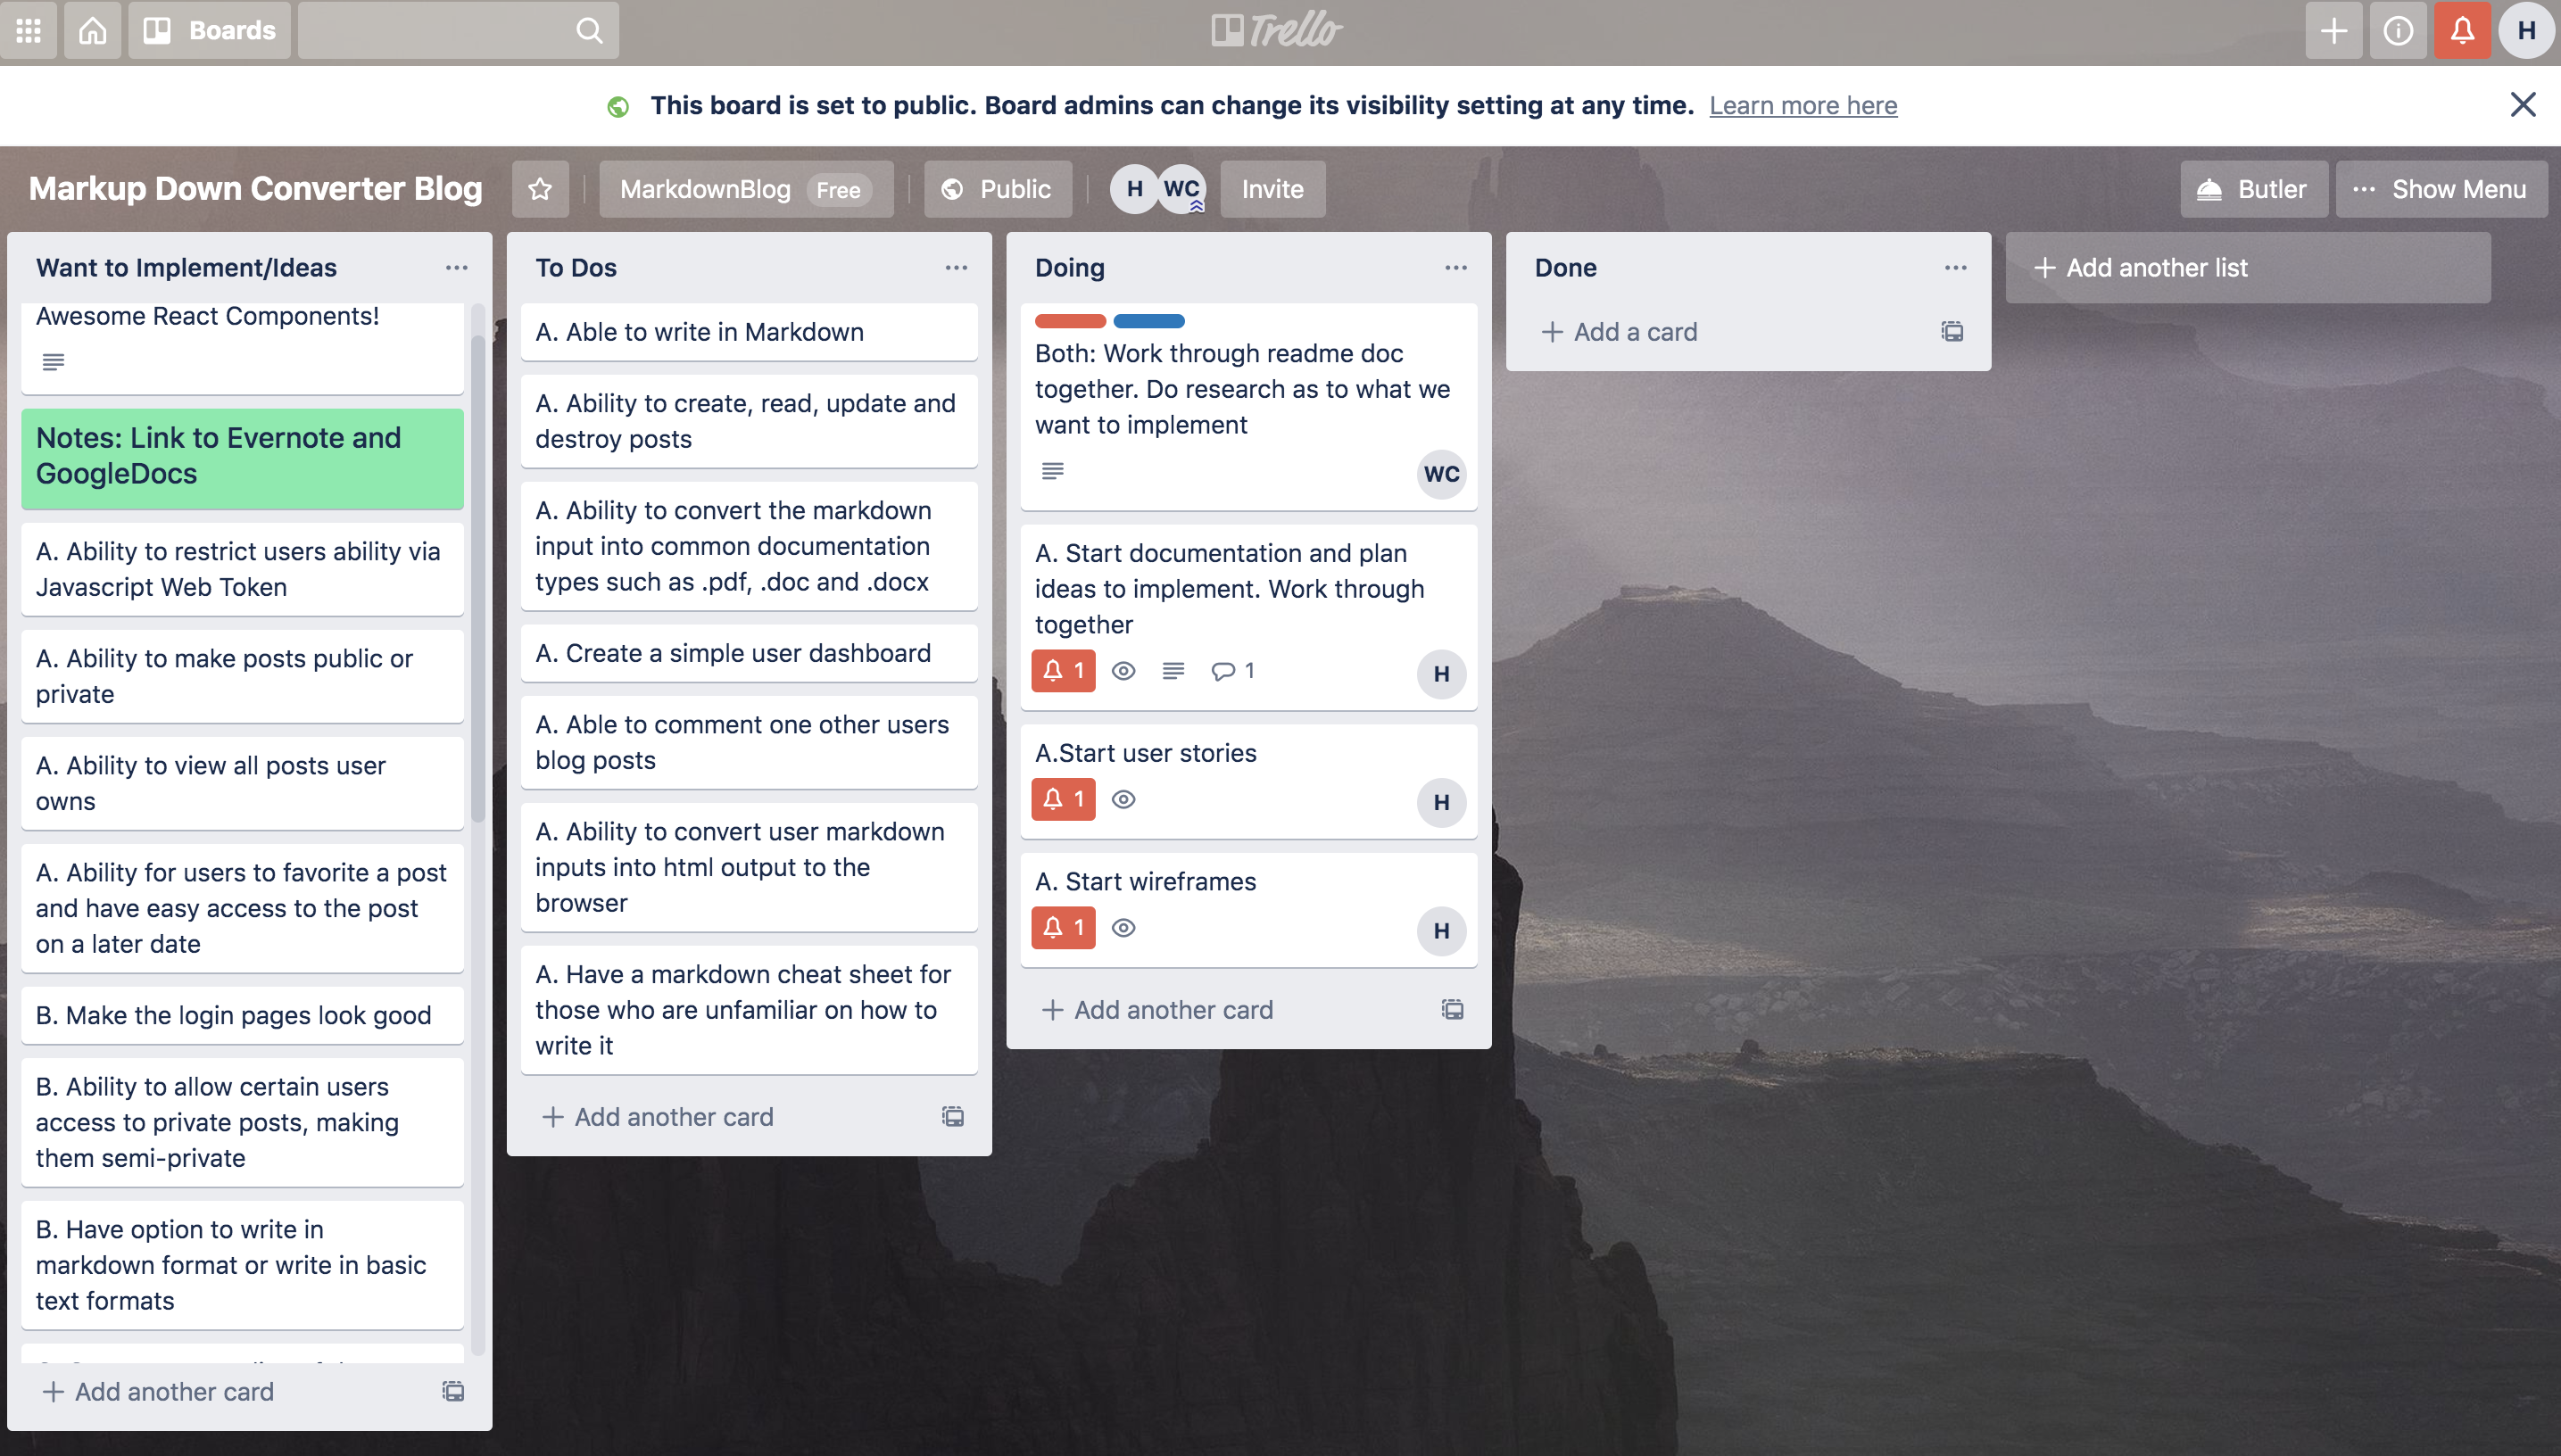 Boards
Trello
H
This board is set to public. Board admins can change its visibility setting at any time. Learn more here
Markup Down Converter Blog
MarkdownBlog Free
Public
H WC
Invite
Butler
... Show Menu
Want to Implement/Ideas
Awesome React Components!
Notes: Link to Evernote and
GoogleDocs
A. Ability to restrict users ability via
Javascript Web Token
A. Ability to make posts public or
private
A. Ability to view all posts user
owns
A. Ability for users to favorite a post
and have easy access to the post
on a later date
B. Make the login pages look good
B. Ability to allow certain users
access to private posts, making
them semi-private
B. Have option to write in
markdown format or write in basic
text formats
+ Add another card
To Dos
A. Able to write in Markdown
A. Ability to create, read, update and
destroy posts
A. Ability to convert the markdown
input into common documentation
types such as .pdf, .doc and .docx
A. Create a simple user dashboard
A. Able to comment one other users
blog posts
A. Ability to convert user markdown
inputs into html output to the
browser
A. Have a markdown cheat sheet for
those who are unfamiliar on how to
write it
+ Add another card
Doing
Both: Work through readme doc
together. Do research as to what we
want to implement
WC
A. Start documentation and plan
ideas to implement. Work through
together
1 1 H
A.Start user stories
1 H
A. Start wireframes
1 H
+ Add another card
Done
+ Add a card
+ Add another list